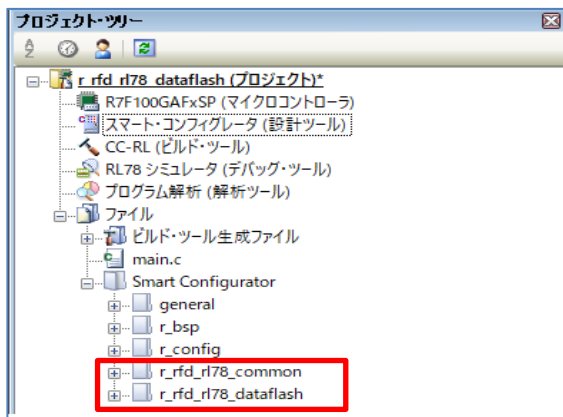 プロジェクト・ツリー
r_rfd_rl78_dataflash (プロジェクト)*
R7F100GAFxSP (マイクロコントローラ)
スマート・コンフィグレータ (設計ツール)
CC-RL (ビルド・ツール)
RL78 シミュレータ (デバッグ・ツール)
プログラム解析 (解析ツール)
ファイル
ビルド・ツール生成ファイル
main.c
Smart Configurator
general
r_bsp
r_config
r_rfd_rl78_common
r_rfd_rl78_dataflash